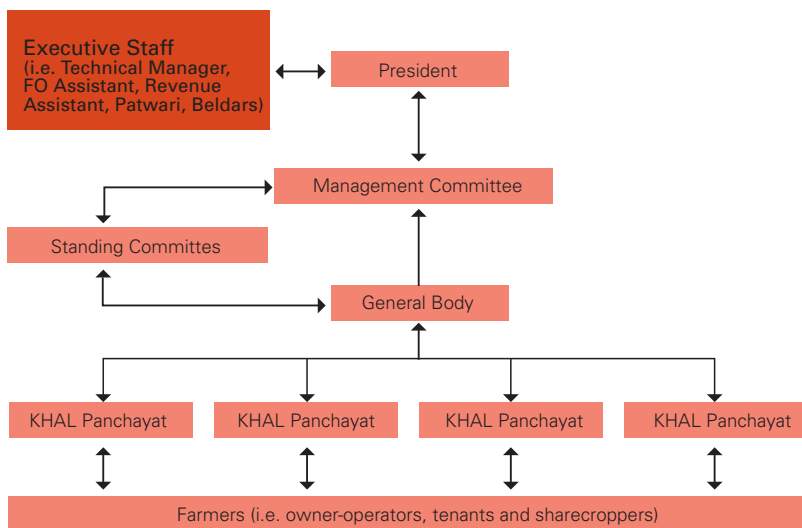 Executive Staff
(i.e. Technical Manager,
FO Assistant, Revenue
Assistant, Patwari, Beldars)
President
Management Committee
Standing Committes
General Body
KHAL Panchayat
KHAL Panchayat
KHAL Panchayat
KHAL Panchayat
Farmers (i.e. owner-operators, tenants and sharecroppers)